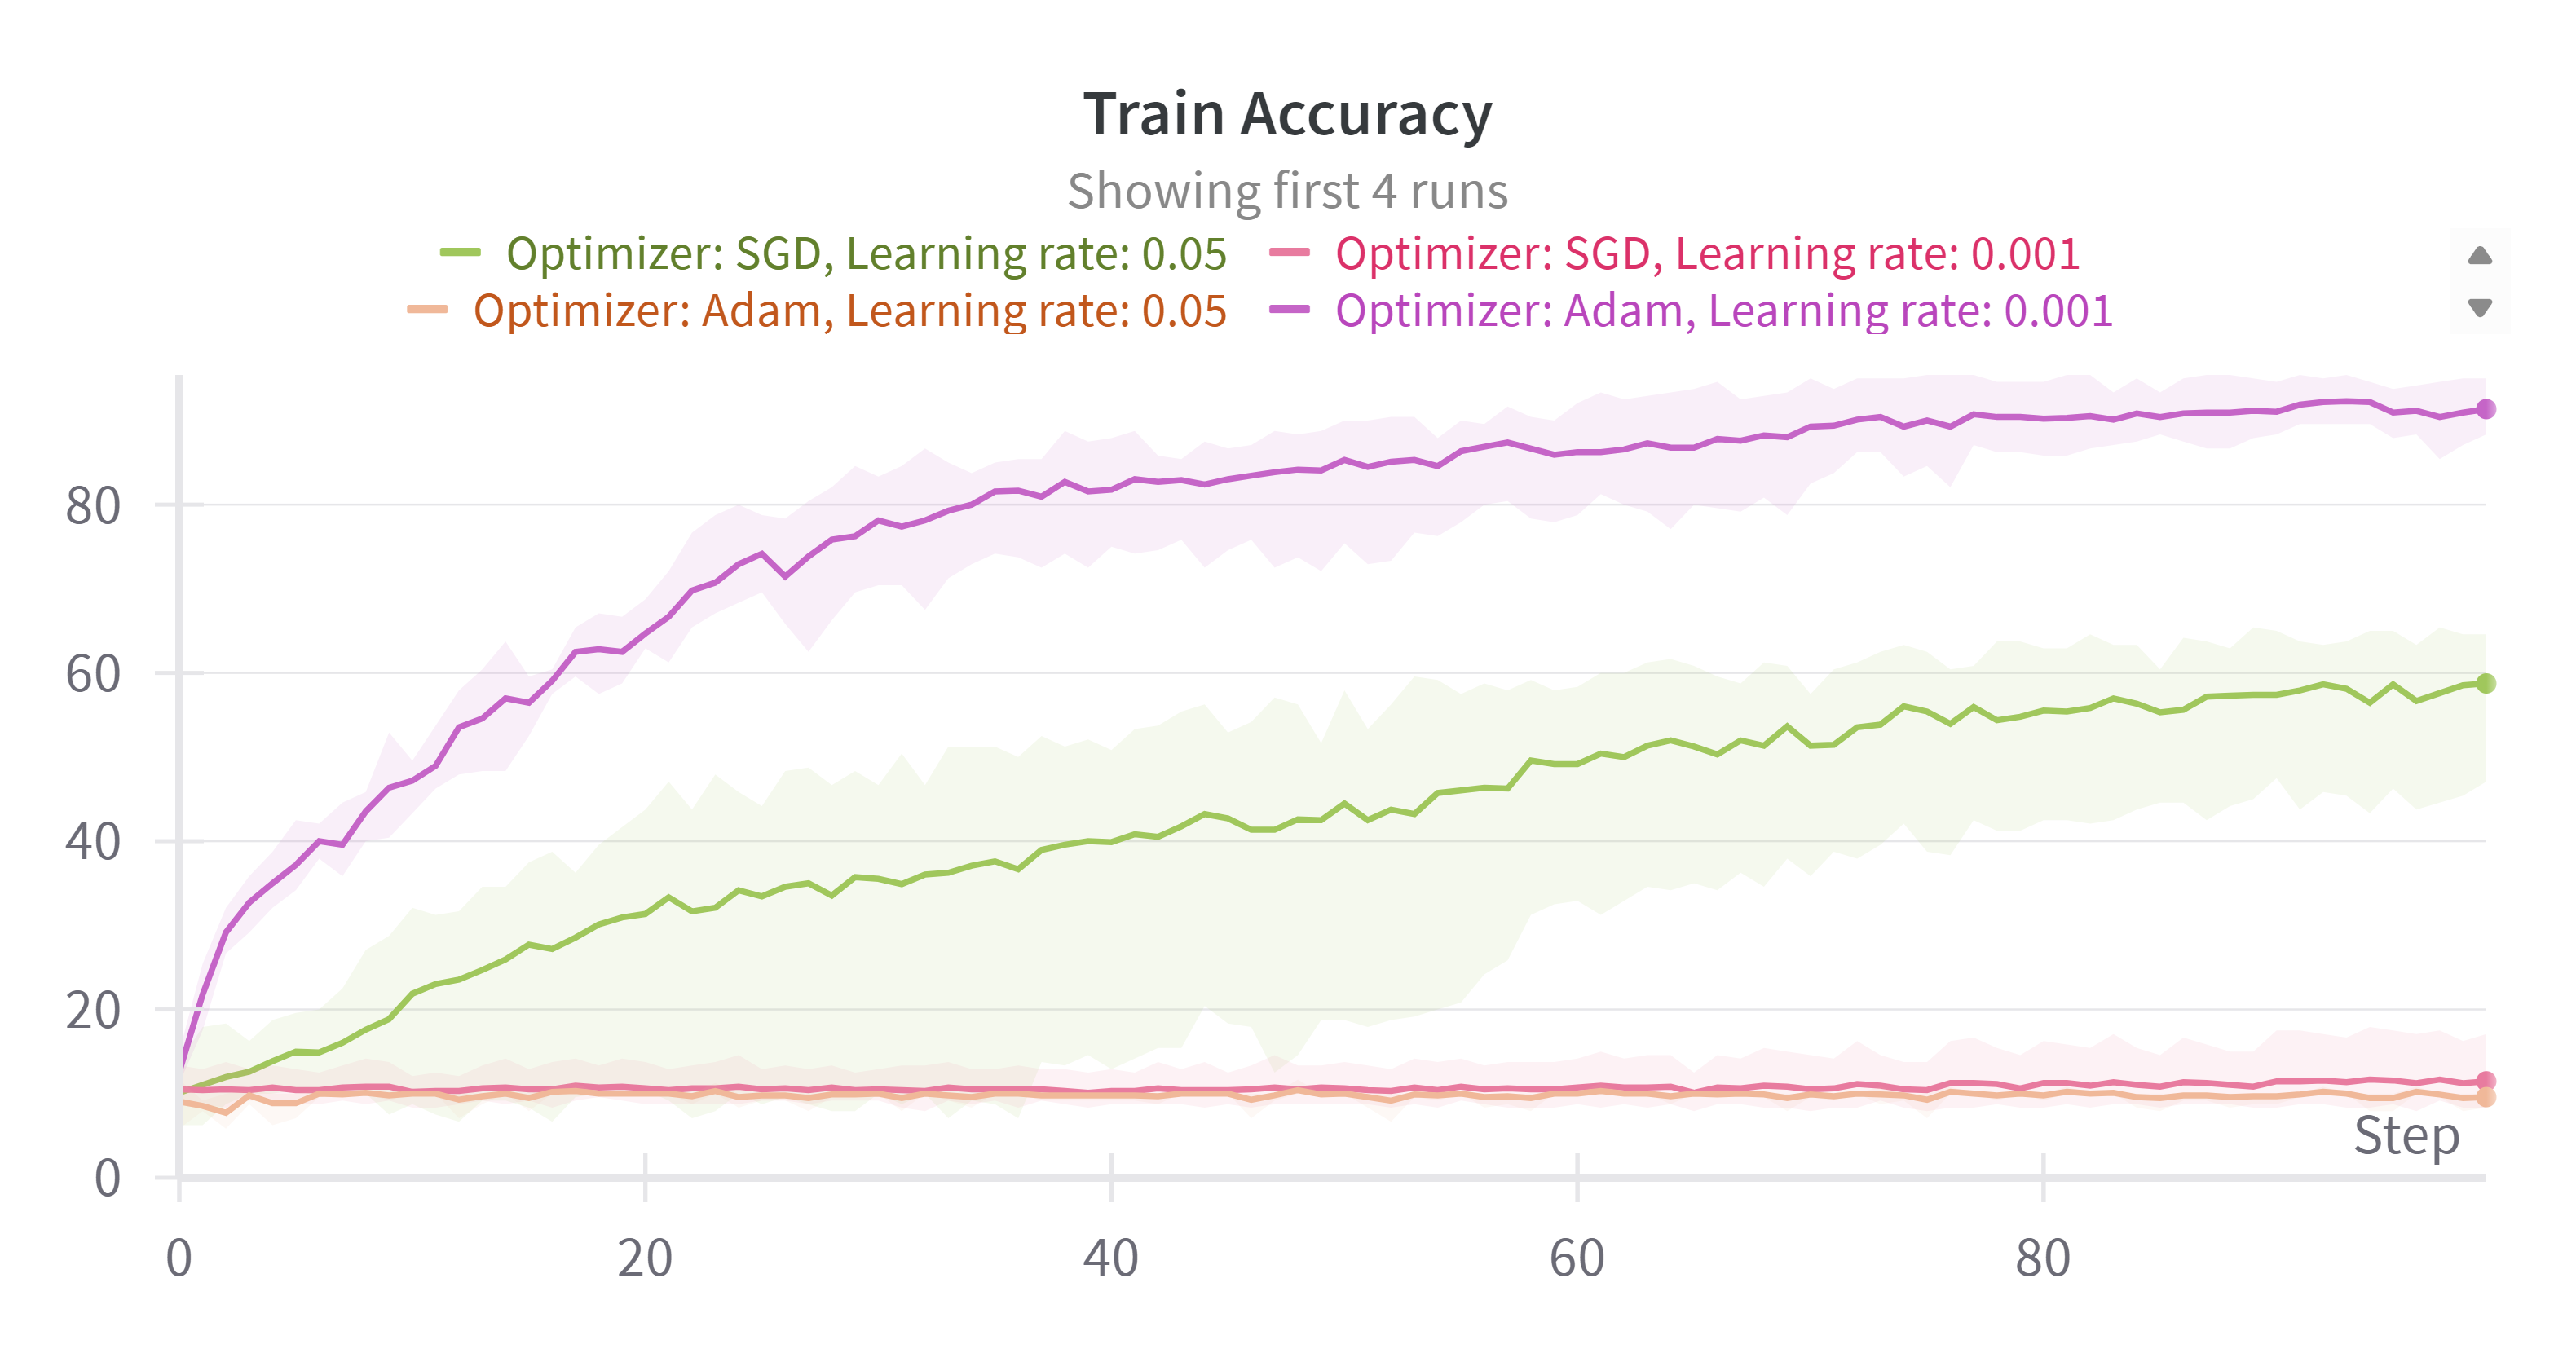 Train Accuracy
Showing first 4 runs
Optimizer: SGD, Learning rate: 0.05 Optimizer: SGD, Learning rate: 0.001
Optimizer: Adam, Learning rate: 0.05 Optimizer: Adam, Learning rate: 0.001
80
60
40
20
0
Step
0 20 40 60 80